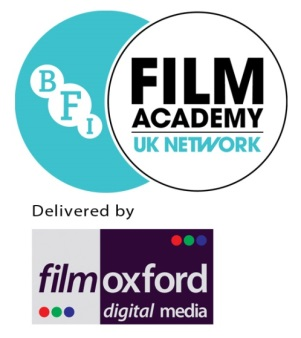 BFI
FILM
ACADEMY
UK NETWORK
Delivered by
filmoxford
digital media